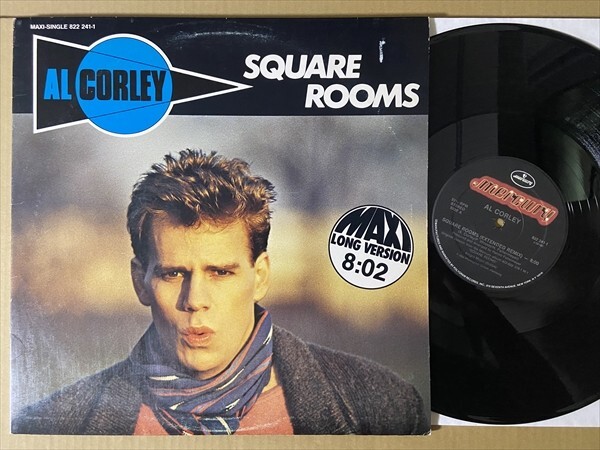 MAXI-SINGLE 822 241-1
AL CORLEY
SQUARE
ROOMS
MAXI
LONG VERSION
8:02
mercury
AL CORLEY
SQUARE ROOMS (EXTENDED REMIX)